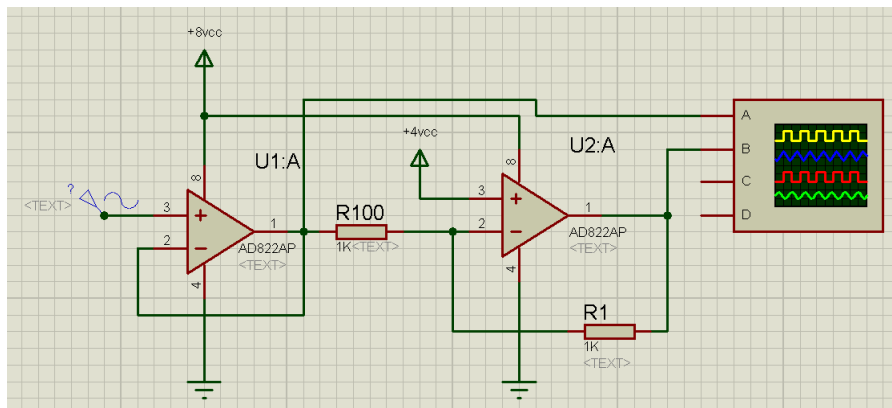 +8vcc
U1:A
8
<TEXT>
?
3
+
2
−
1
4
AD822AP
<TEXT>
R100
1K
<TEXT>
+4vcc
U2:A
8
3
+
2
−
1
4
AD822AP
<TEXT>
R1
1K
<TEXT>
A
B
C
D